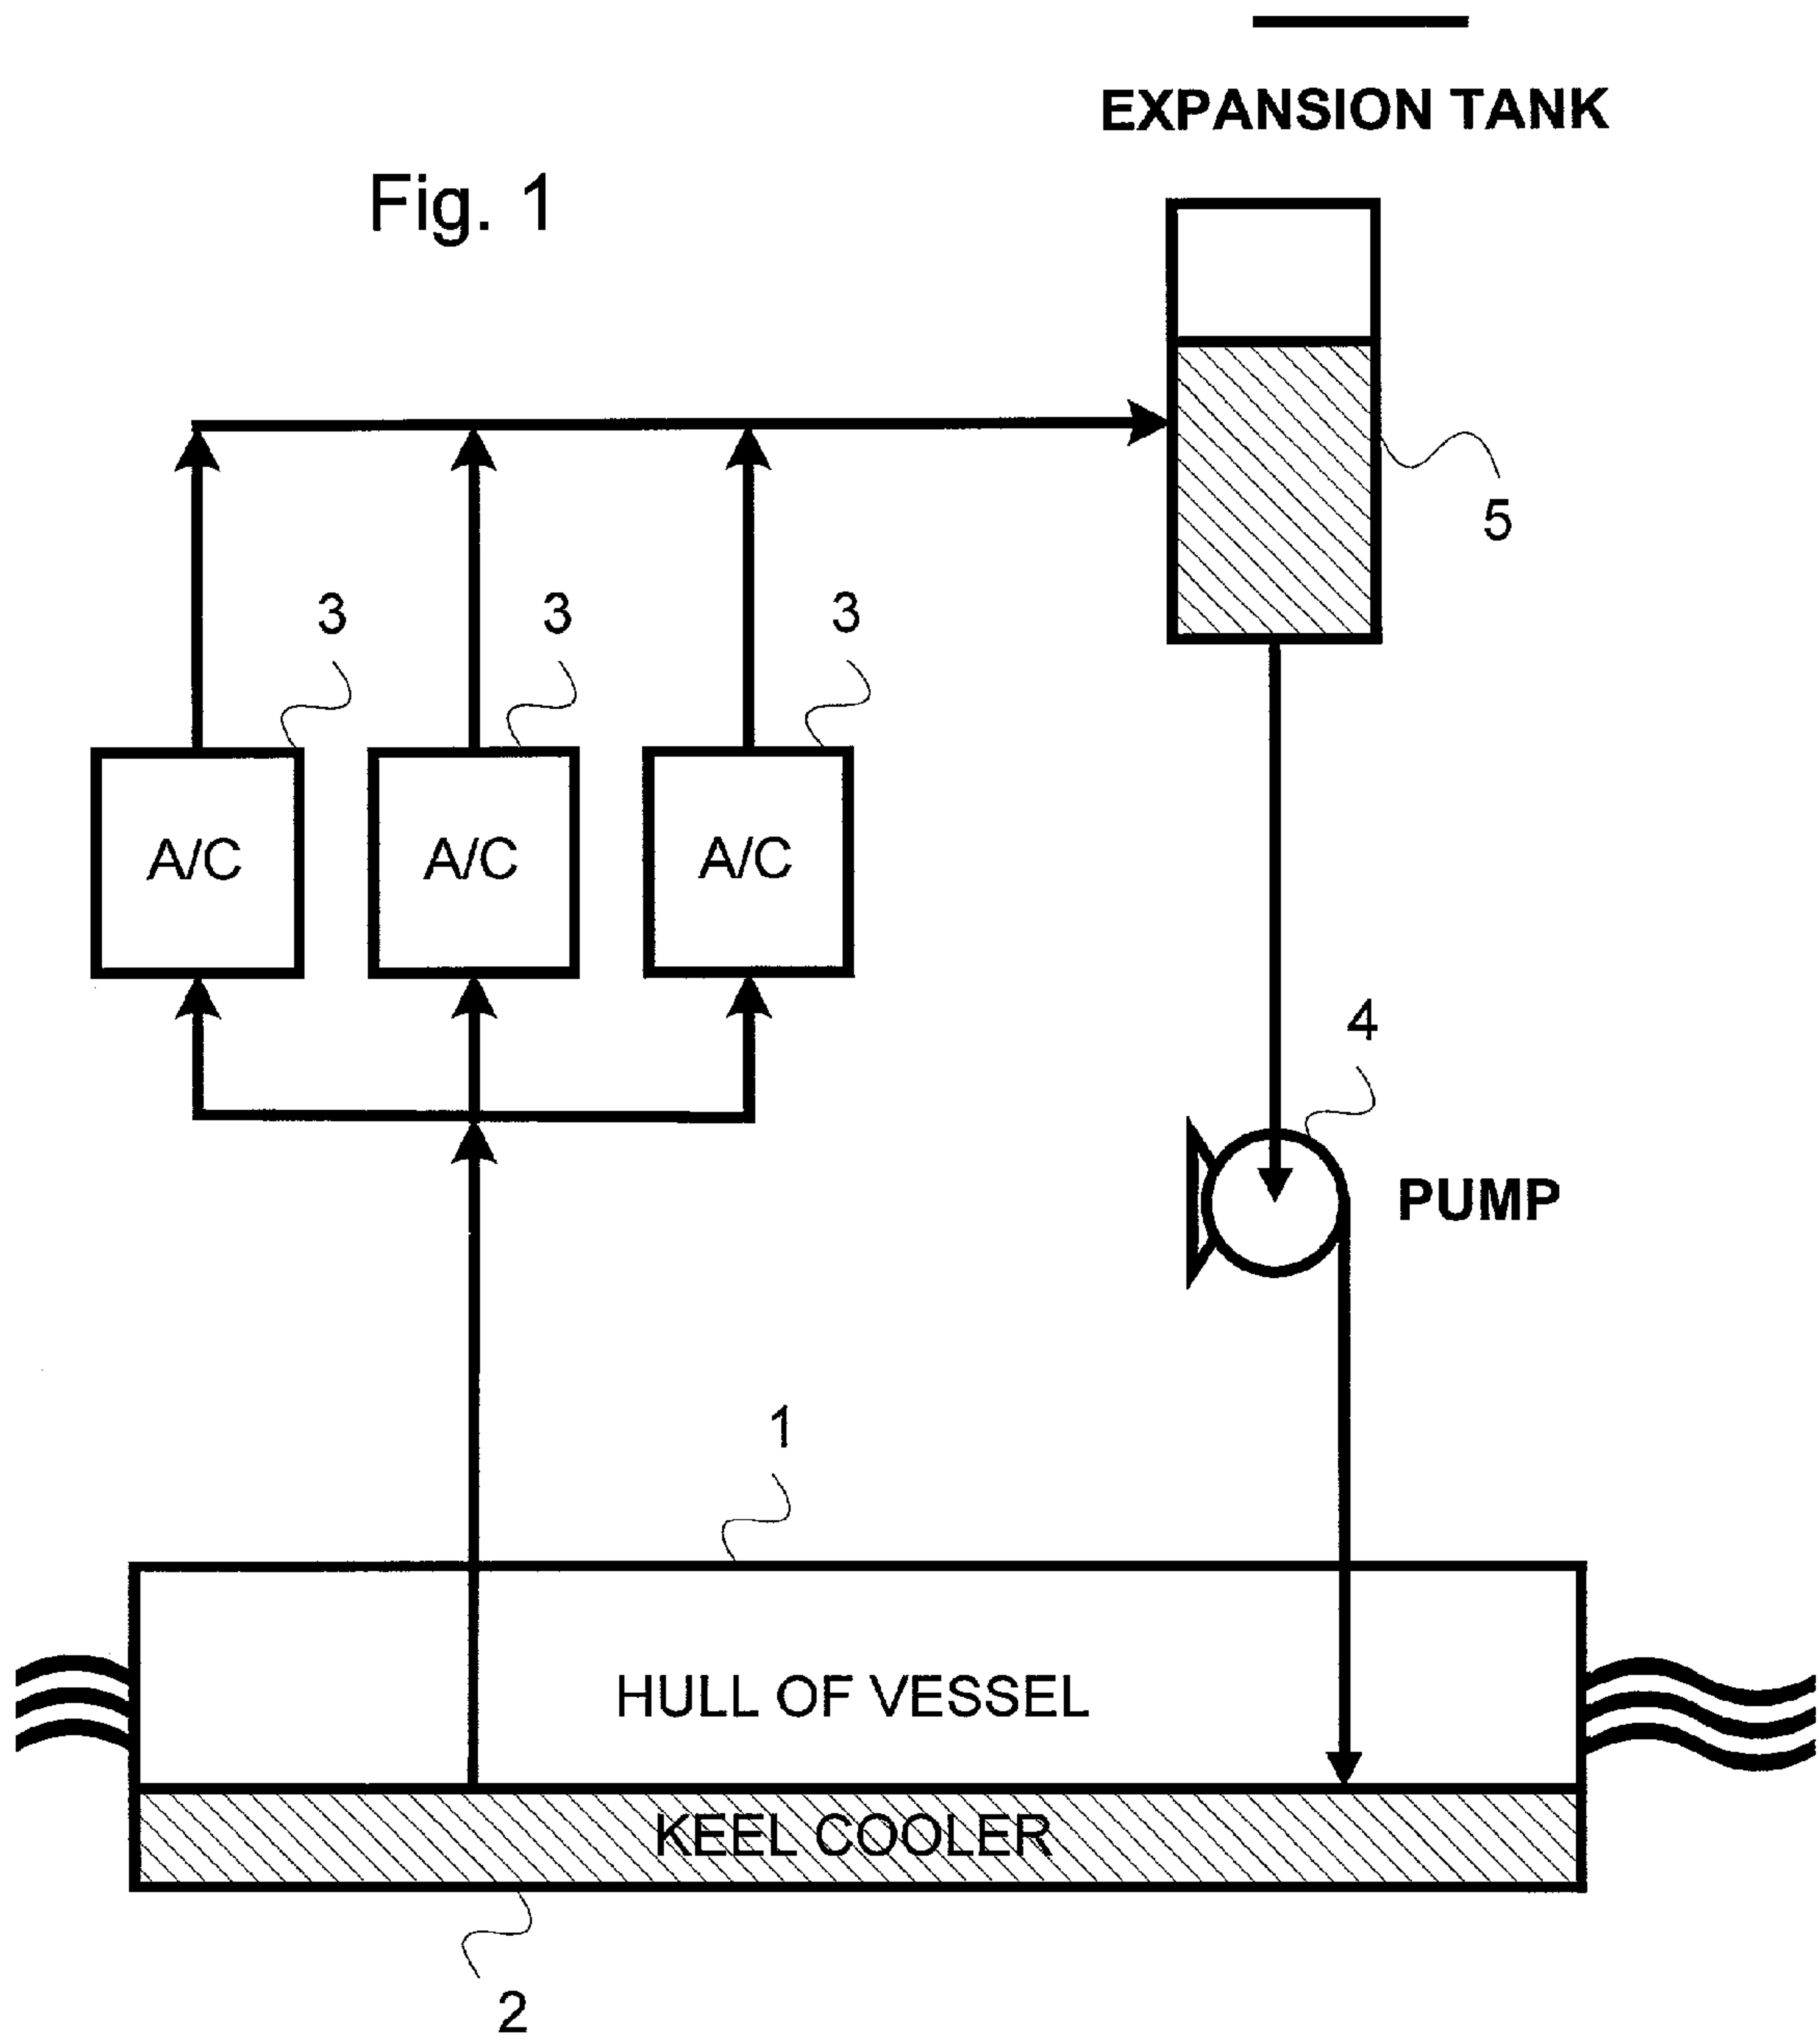 EXPANSION TANK
Fig. 1
5
3 3 3
A/C A/C A/C
4
PUMP
1
HULL OF VESSEL
KEEL COOLER
2